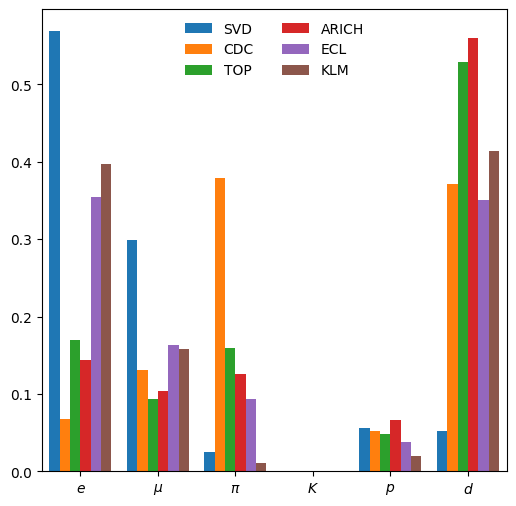 SVD
CDC
TOP
ARICH
ECL
KLM
0.5
0.4
0.3
0.2
0.1
0.0
e μ π K p d